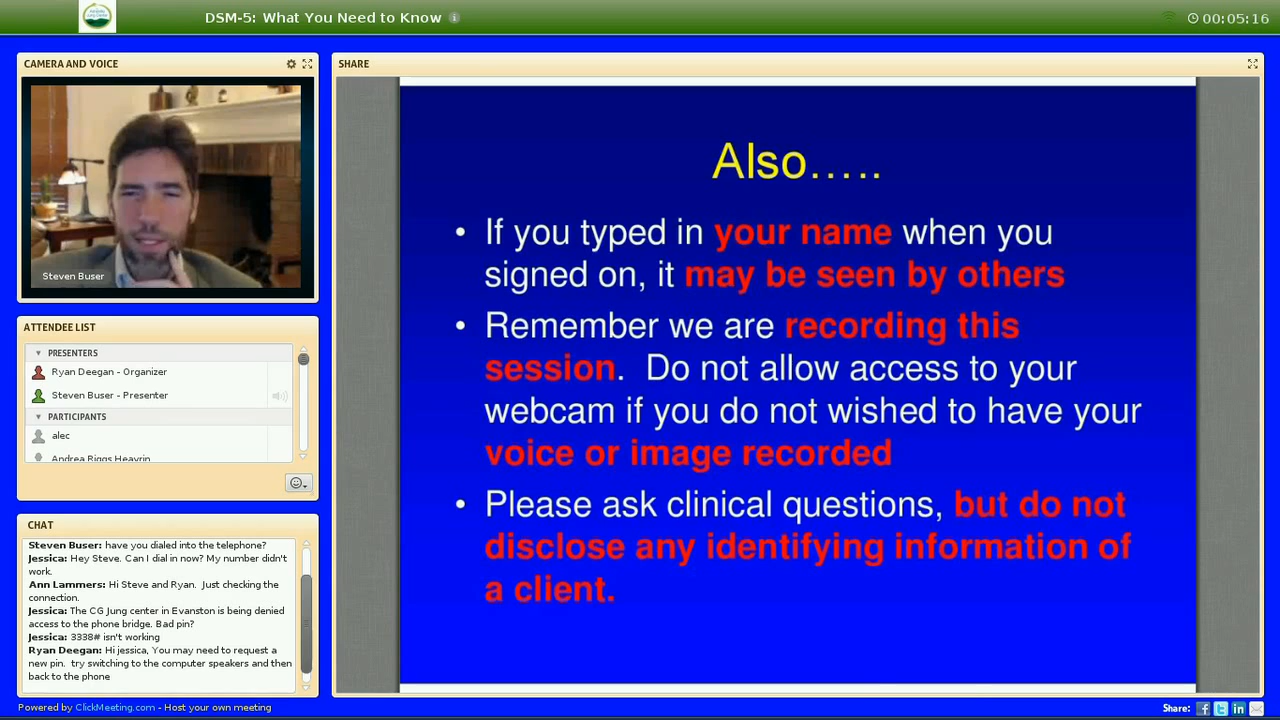 DSM-5: What You Need to Know
00:05:16
CAMERA AND VOICE
Steven Buser
ATTENDEE LIST
PRESENTERS
Ryan Deegan - Organizer
Steven Buser - Presenter
PARTICIPANTS
alec
Andrea Riggs Heavrin
CHAT
Steven Buser: have you dialed into the telephone?
Jessica: Hey Steve. Can I dial in now? My number didn't
work.
Ann Lammers: Hi Steve and Ryan. Just checking the
connection.
Jessica: The CG Jung center in Evanston is being denied
access to the phone bridge. Bad pin?
Jessica: 3338# isn't working
Ryan Deegan: Hi jessica, You may need to request a
new pin. try switching to the computer speakers and then
back to the phone
SHARE
Also.....
• If you typed in your name when you
signed on, it may be seen by others
• Remember we are recording this
session. Do not allow access to your
webcam if you do not wished to have your
voice or image recorded
• Please ask clinical questions, but do not
disclose any identifying information of
a client.
Powered by ClickMeeting.com - Host your own meeting
Share: